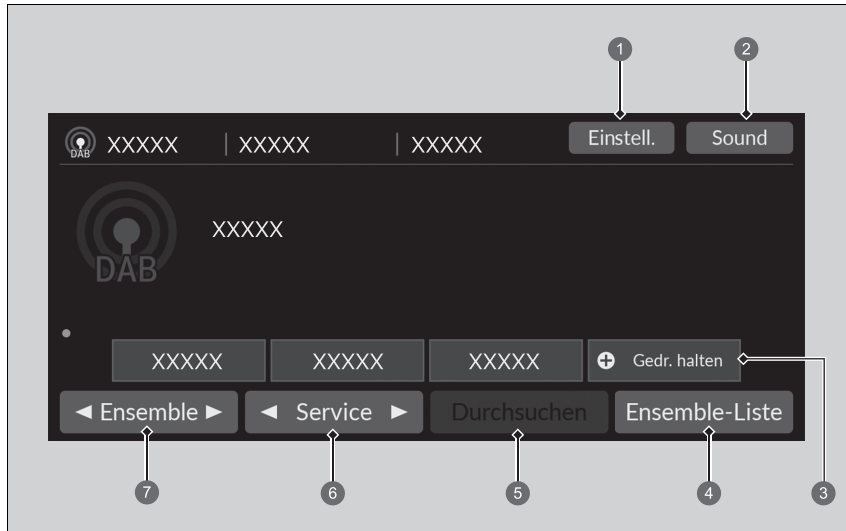 1 2
DAB XXXXX | XXXXX | XXXXX Einstell. Sound
XXXXX
DAB
XXXXX XXXXX XXXXX Gedr. halten
◄ Ensemble ► ◄ Service ► Durchsuchen Ensemble-Liste
7 6 5 4 3